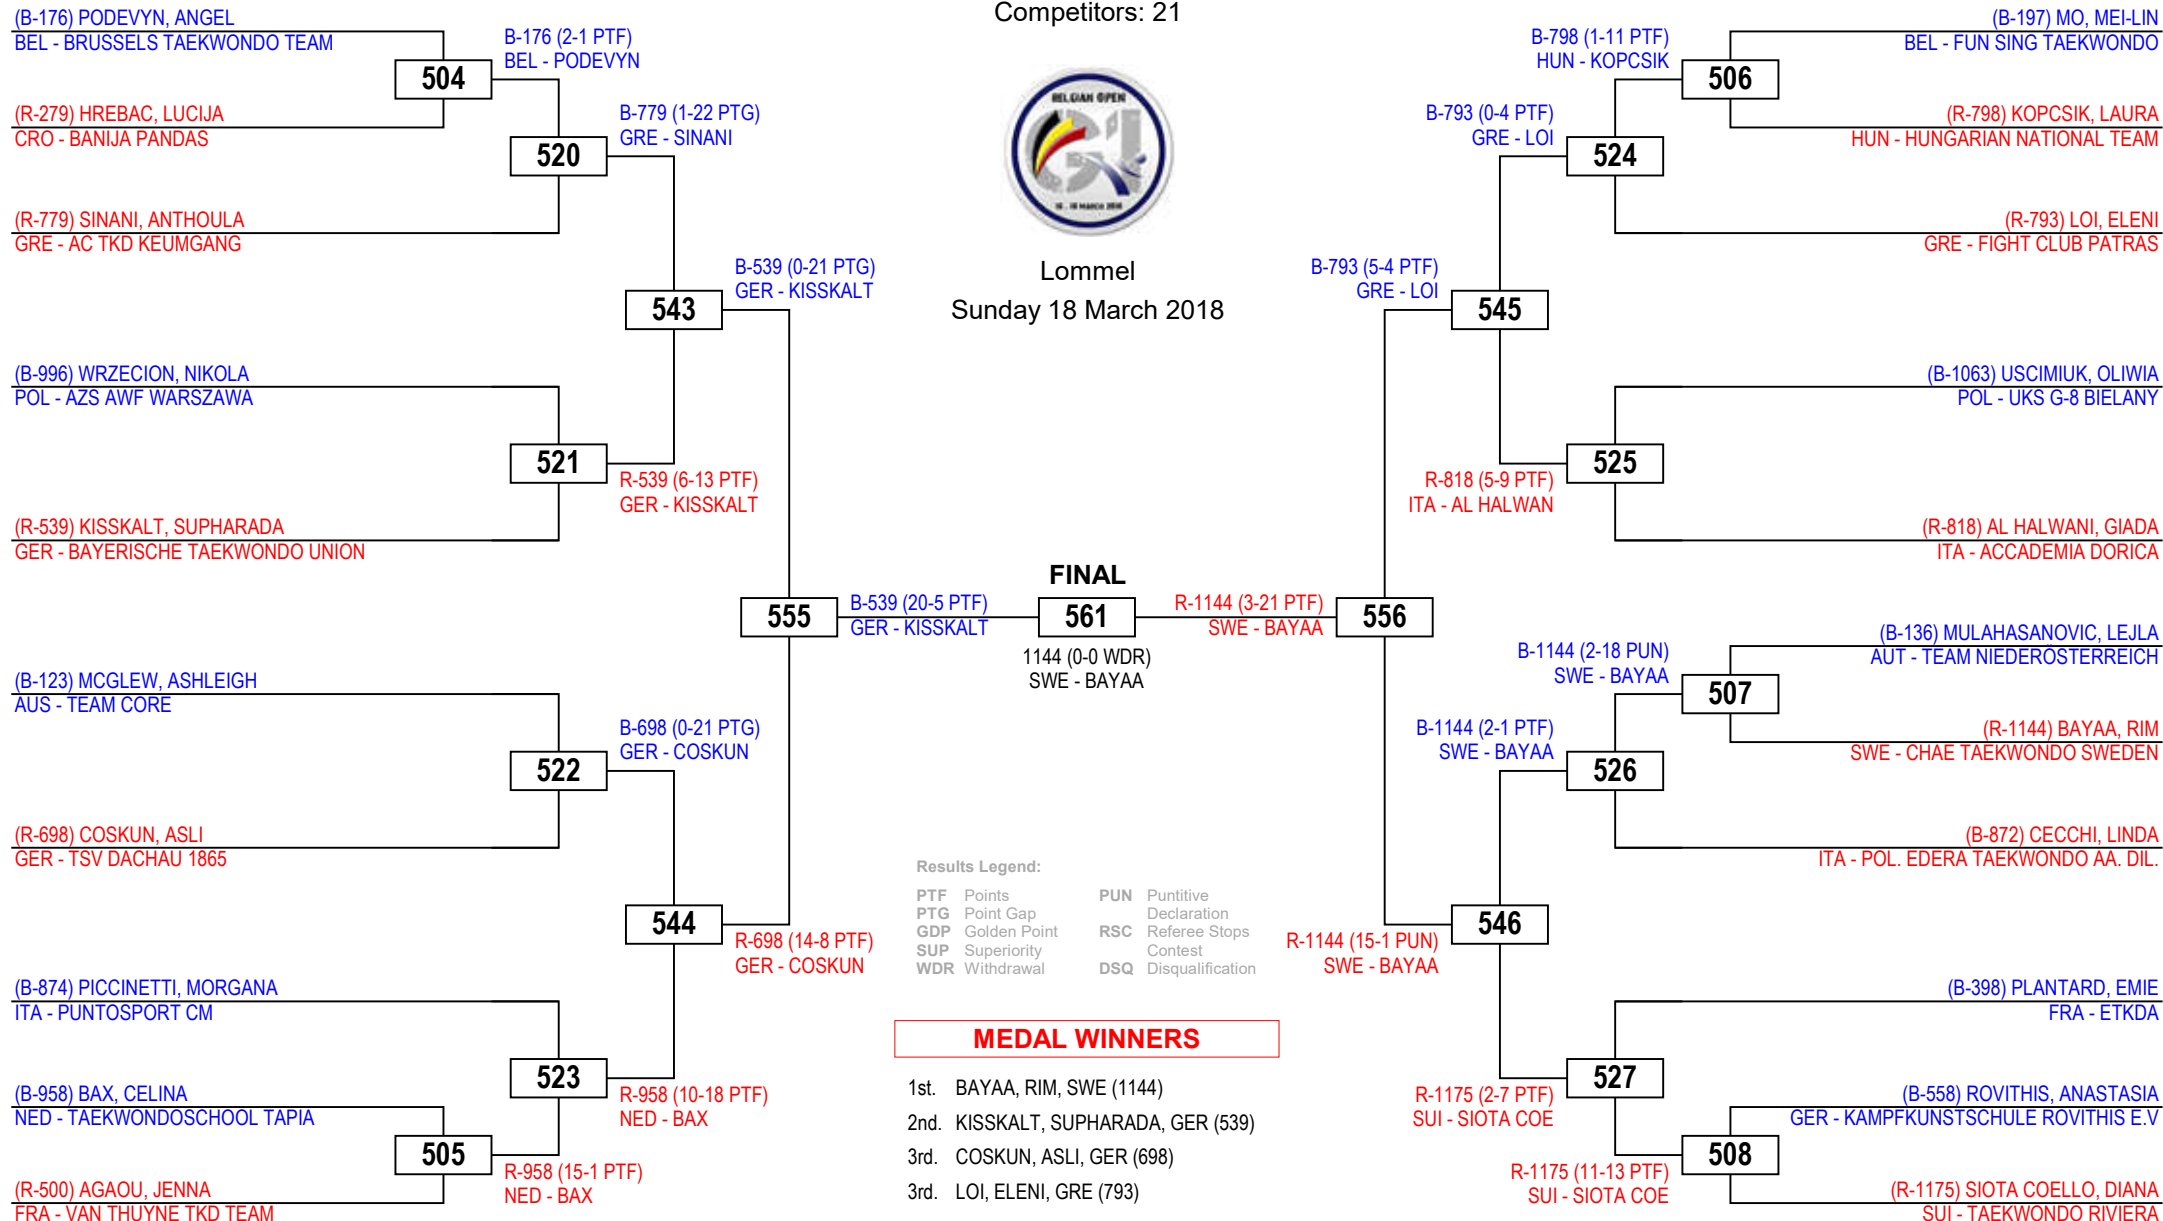 Competitors: 21
BELGIAN OPEN
Lommel
Sunday 18 March 2018
(B-176) PODEVYN, ANGEL
BEL - BRUSSELS TAEKWONDO TEAM
504
B-176 (2-1 PTF)
BEL - PODEVYN
(R-279) HREBAC, LUCIJA
CRO - BANIJA PANDAS
B-779 (1-22 PTG)
GRE - SINANI
520
(R-779) SINANI, ANTHOULA
GRE - AC TKD KEUMGANG
B-539 (0-21 PTG)
GER - KISSKALT
543
(B-996) WRZECION, NIKOLA
POL - AZS AWF WARSZAWA
521
R-539 (6-13 PTF)
GER - KISSKALT
(R-539) KISSKALT, SUPHARADA
GER - BAYERISCHE TAEKWONDO UNION
555
B-539 (20-5 PTF)
GER - KISSKALT
(B-123) MCGLEW, ASHLEIGH
AUS - TEAM CORE
B-698 (0-21 PTG)
GER - COSKUN
522
(R-698) COSKUN, ASLI
GER - TSV DACHAU 1865
544
R-698 (14-8 PTF)
GER - COSKUN
(B-874) PICCINETTI, MORGANA
ITA - PUNTOSPORT CM
523
R-958 (10-18 PTF)
NED - BAX
(B-958) BAX, CELINA
NED - TAEKWONDOSCHOOL TAPIA
505
R-958 (15-1 PTF)
NED - BAX
(R-500) AGAOU, JENNA
FRA - VAN THUYNE TKD TEAM
FINAL
561
1144 (0-0 WDR)
SWE - BAYAA
(B-197) MO, MEI-LIN
BEL - FUN SING TAEKWONDO
B-798 (1-11 PTF)
HUN - KOPCSIK
506
(R-798) KOPCSIK, LAURA
HUN - HUNGARIAN NATIONAL TEAM
B-793 (0-4 PTF)
GRE - LOI
524
(R-793) LOI, ELENI
GRE - FIGHT CLUB PATRAS
B-793 (5-4 PTF)
GRE - LOI
545
(B-1063) USCIMIUK, OLIWIA
POL - UKS G-8 BIELANY
525
R-818 (5-9 PTF)
ITA - AL HALWAN
(R-818) AL HALWANI, GIADA
ITA - ACCADEMIA DORICA
R-1144 (3-21 PTF)
SWE - BAYAA
556
(B-136) MULAHASANOVIC, LEJLA
AUT - TEAM NIEDERÖSTERREICH
B-1144 (2-18 PUN)
SWE - BAYAA
507
(R-1144) BAYAA, RIM
SWE - CHAE TAEKWONDO SWEDEN
B-1144 (2-1 PTF)
SWE - BAYAA
526
(B-872) CECCHI, LINDA
ITA - POL. EDERA TAEKWONDO AA. DIL.
546
R-1144 (15-1 PUN)
SWE - BAYAA
(B-398) PLANTARD, EMIE
FRA - ETKDA
527
R-1175 (2-7 PTF)
SUI - SIOTA COE
(B-558) ROVITHIS, ANASTASIA
GER - KAMPFKUNSTSCHULE ROVITHIS E.V
508
R-1175 (11-13 PTF)
SUI - SIOTA COE
(R-1175) SIOTA COELLO, DIANA
SUI - TAEKWONDO RIVIERA
Results Legend:
PTF Points
PTG Point Gap
GDP Golden Point
SUP Superiority
WDR Withdrawal
PUN Puntitive
Declaration
RSC Referee Stops
Contest
DSQ Disqualification
MEDAL WINNERS
1st. BAYAA, RIM, SWE (1144)
2nd. KISSKALT, SUPHARADA, GER (539)
3rd. COSKUN, ASLI, GER (698)
3rd. LOI, ELENI, GRE (793)